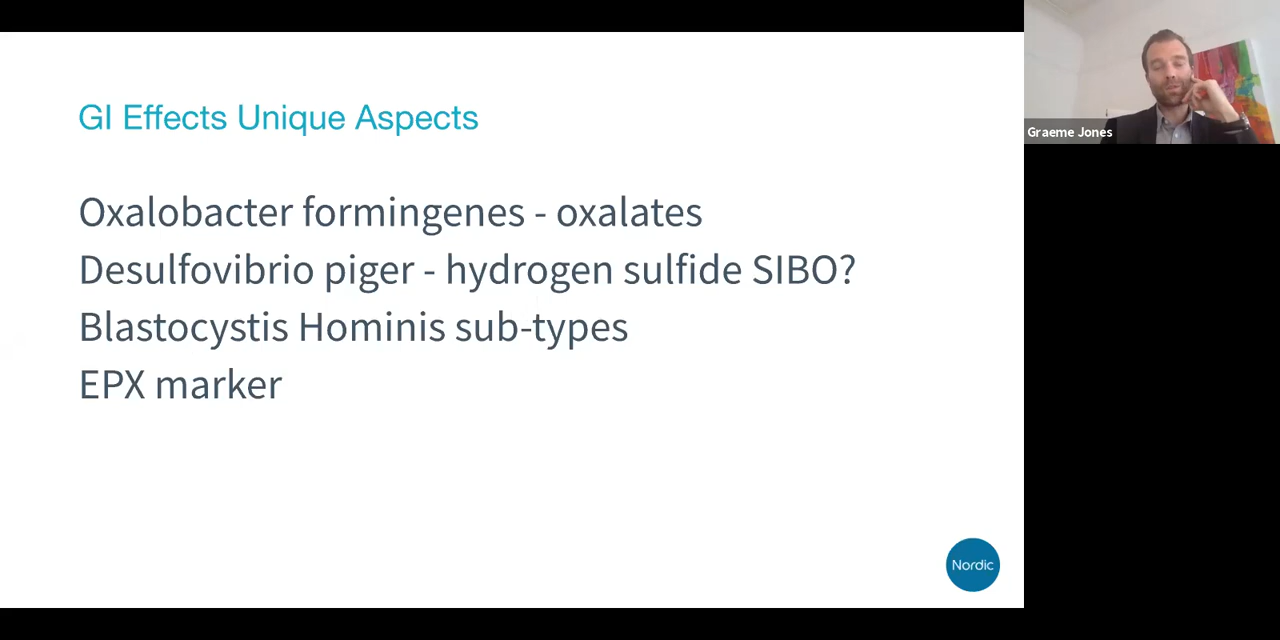 GI Effects Unique Aspects
Oxalobacter formingenes - oxalates
Desulfovibrio piger - hydrogen sulfide SIBO?
Blastocystis Hominis sub-types
EPX marker
Nordic
Graeme Jones